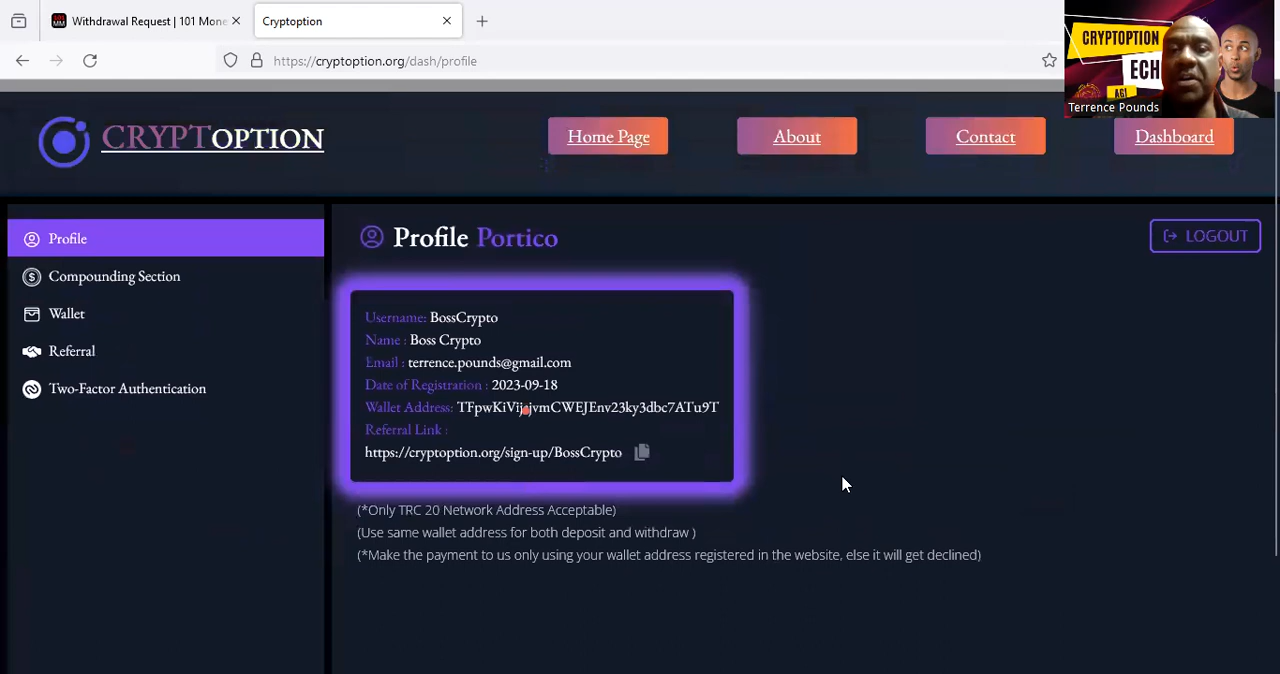 Withdrawal Request | 101 Mone
Cryptoption
https://cryptoption.org/dash/profile
CRYPTOPTION
ECH
AGI
Terrence Pounds
CRYPTOPTION
Home Page
About
Contact
Dashboard
Profile
Compounding Section
Wallet
Referral
Two-Factor Authentication
Profile Portico
LOGOUT
Username: BossCrypto
Name : Boss Crypto
Email : terrence.pounds@gmail.com
Date of Registration : 2023-09-18
Wallet Address:
Referral Link :
https://cryptoption.org/sign-up/BossCrypto
(*Only TRC 20 Network Address Acceptable)
(Use same wallet address for both deposit and withdraw )
(*Make the payment to us only using your wallet address registered in the website, else it will get declined)